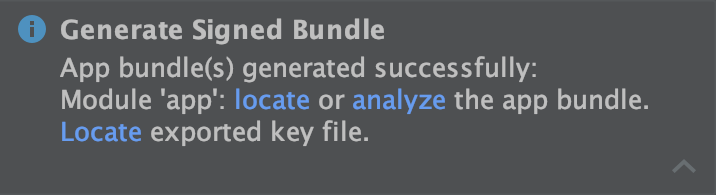 Generate Signed Bundle
App bundle(s) generated successfully:
Module 'app': locate or analyze the app bundle.
Locate exported key file.